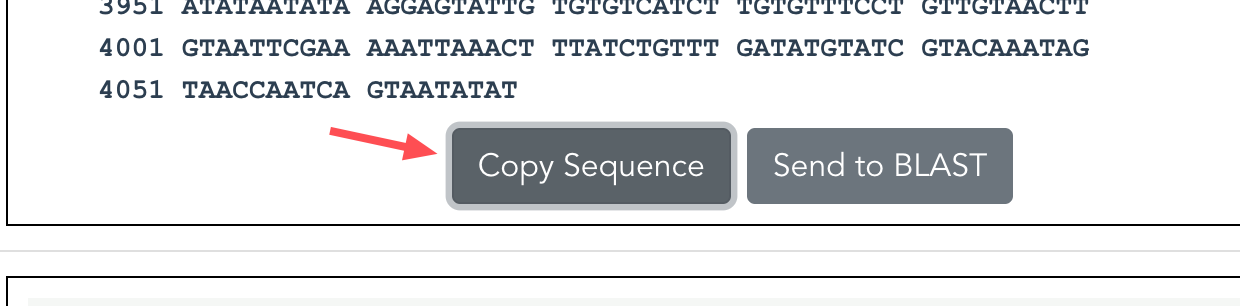 3951 ATATAATATA AGGAGTATTG TGTGTCATCT TGTGTTTCCT GTTGTAACTT
4001 GTAATTCGAA AAATTAAACT TTATCTGTTT GATATGTATC GTACAAATAG
4051 TAACCAATCA GTAATATAT
Copy Sequence Send to BLAST